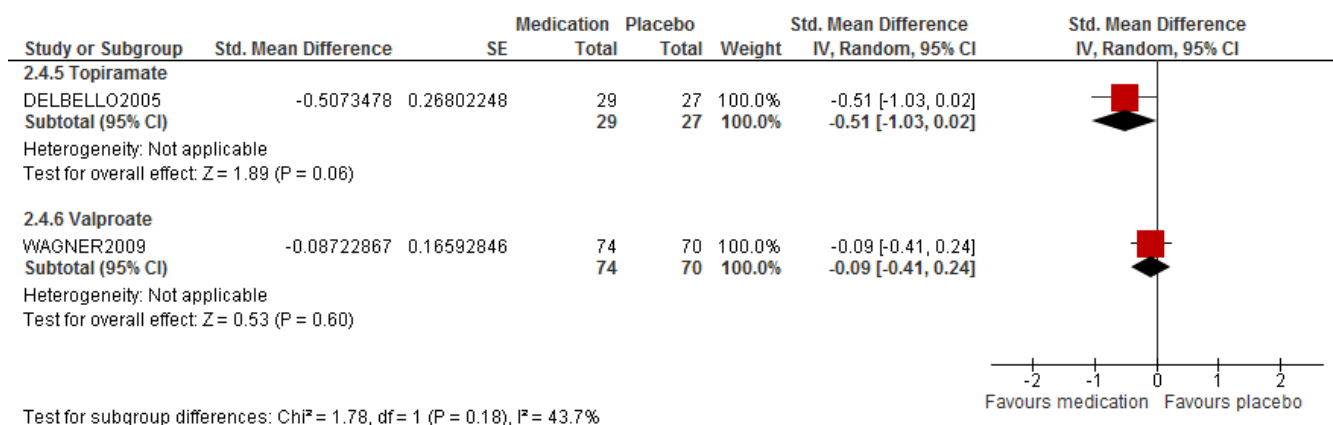 Medication Placebo Std. Mean Difference Std. Mean Difference
Study or Subgroup Std. Mean Difference SE Total Total Weight IV, Random, 95% CI IV, Random, 95% CI
2.4.5 Topiramate
DELBELLO2005 -0.5073478 0.26802248 29 27 100.0% -0.51 [-1.03, 0.02]
Subtotal (95% CI) 29 27 100.0% -0.51 [-1.03, 0.02]
Heterogeneity: Not applicable
Test for overall effect: Z = 1.89 (P = 0.06)
2.4.6 Valproate
WAGNER2009 -0.08722867 0.16592846 74 70 100.0% -0.09 [-0.41, 0.24]
Subtotal (95% CI) 74 70 100.0% -0.09 [-0.41, 0.24]
Heterogeneity: Not applicable
Test for overall effect: Z = 0.53 (P = 0.60)
-2 -1 0 1 2
Favours medication Favours placebo
Test for subgroup differences: Chi² = 1.78, df = 1 (P = 0.18), I² = 43.7%